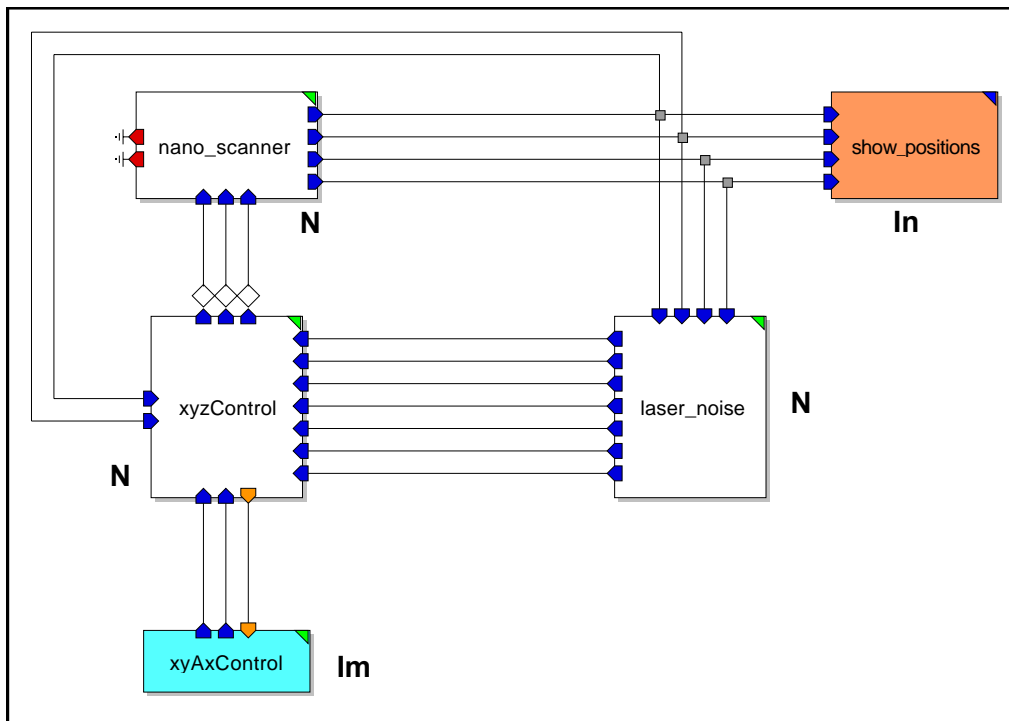 nano_scanner
show_positions
N
In
xyzControl
laser_noise
N
N
xyAxControl
Im